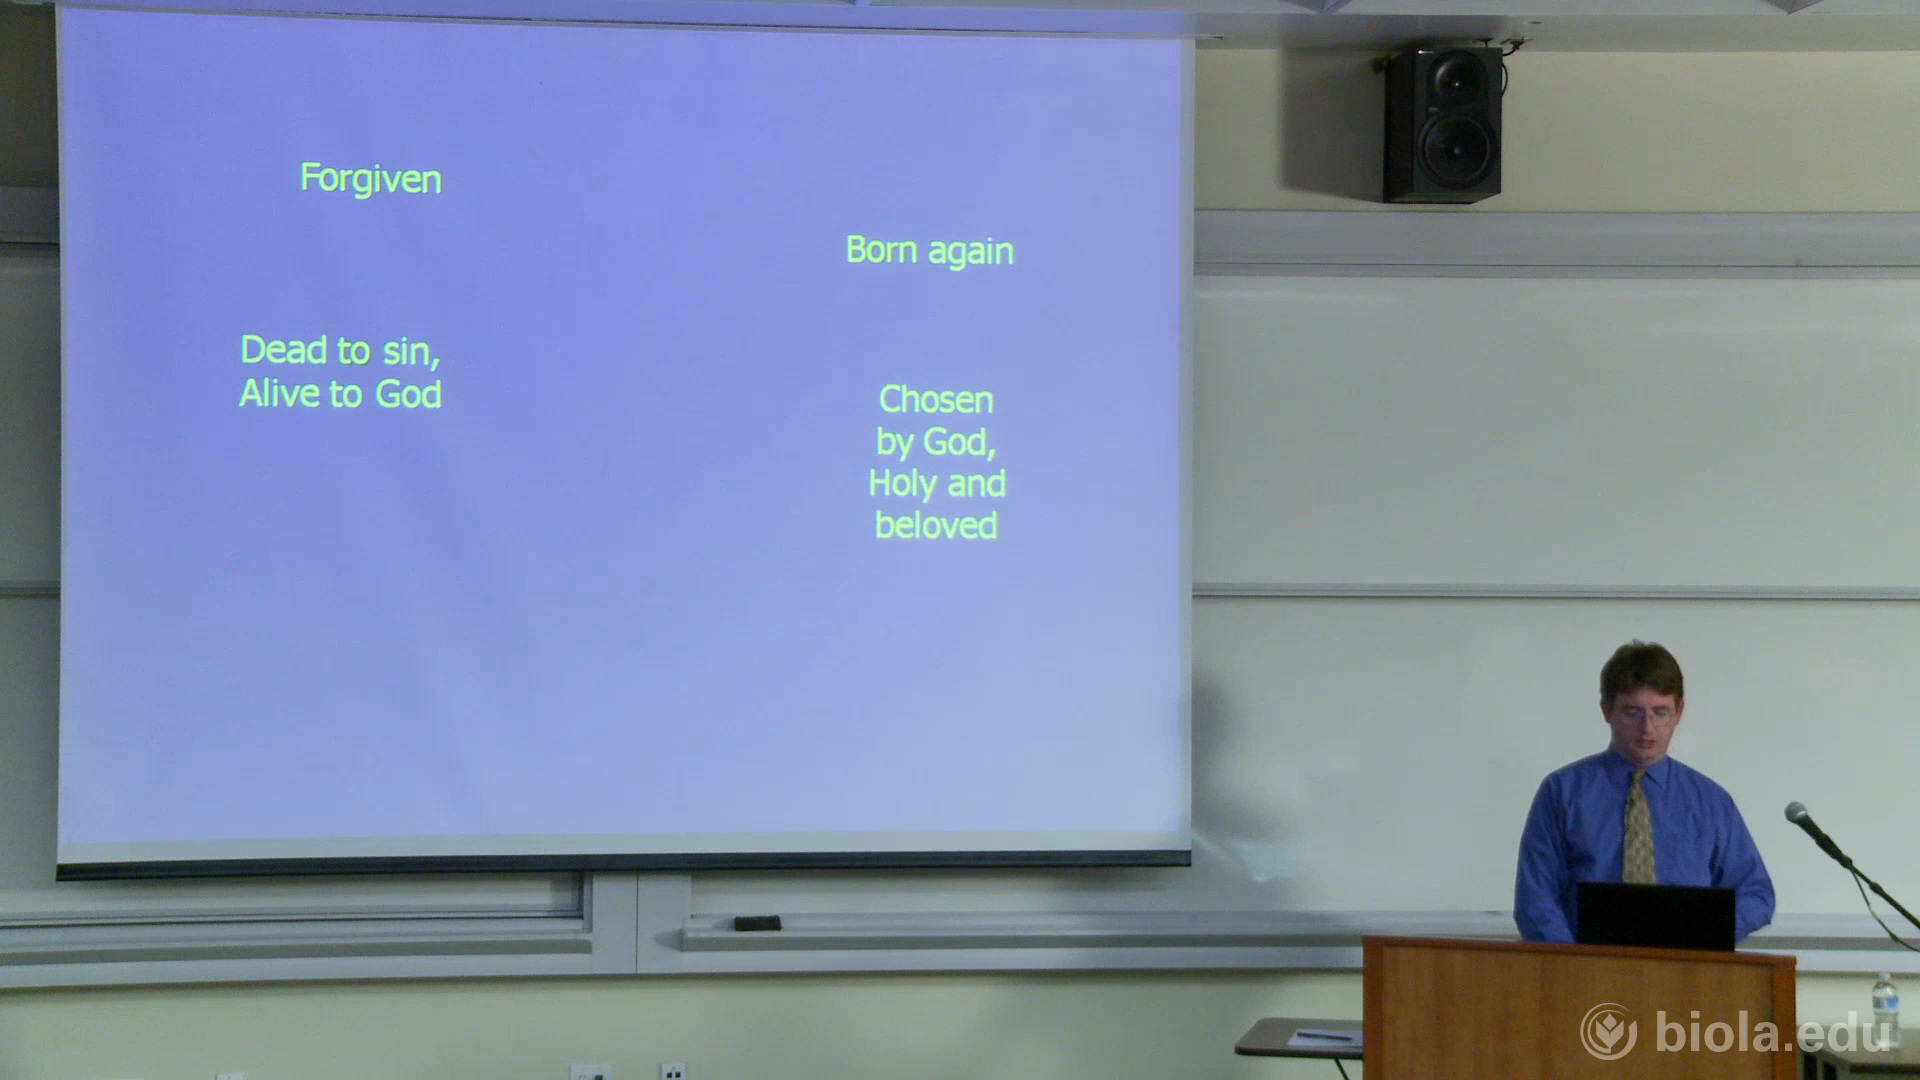 Forgiven
Born again
Dead to sin,
Alive to God
Chosen
by God,
Holy and
beloved
biola.edu